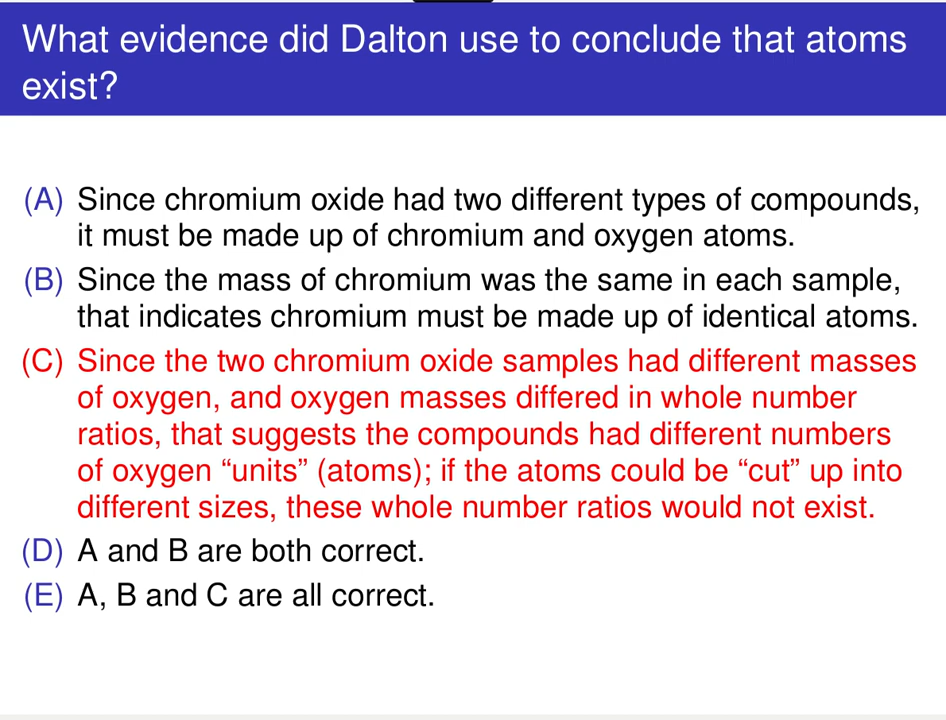 What evidence did Dalton use to conclude that atoms
exist?
(A) Since chromium oxide had two different types of compounds,
it must be made up of chromium and oxygen atoms.
(B) Since the mass of chromium was the same in each sample,
that indicates chromium must be made up of identical atoms.
(C) Since the two chromium oxide samples had different masses
of oxygen, and oxygen masses differed in whole number
ratios, that suggests the compounds had different numbers
of oxygen “units” (atoms); if the atoms could be “cut” up into
different sizes, these whole number ratios would not exist.
(D) A and B are both correct.
(E) A, B and C are all correct.